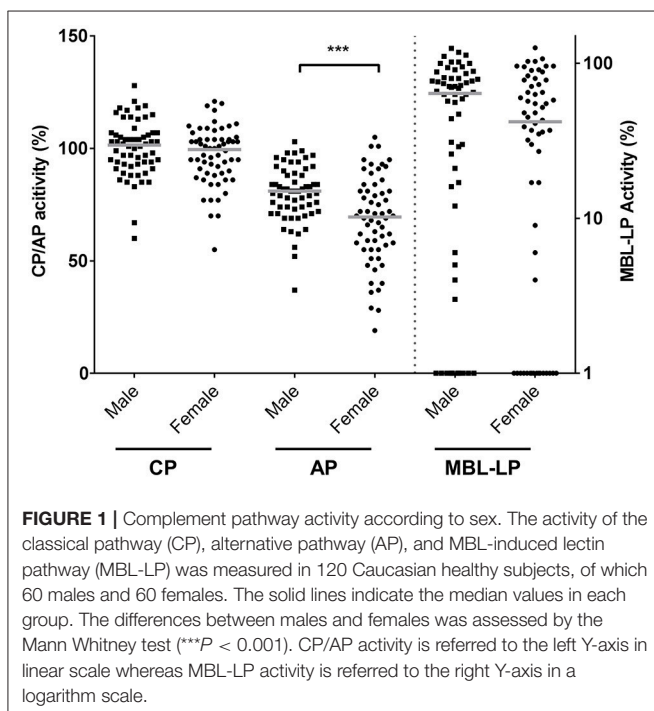 150
100
50
0
CP/AP acitivity (%)
***
100
10
1
MBL-LP Activity (%)
Male
Female
Male
Female
Male
Female
CP
AP
MBL-LP
FIGURE 1 | Complement pathway activity according to sex. The activity of the
classical pathway (CP), alternative pathway (AP), and MBL-induced lectin
pathway (MBL-LP) was measured in 120 Caucasian healthy subjects, of which
60 males and 60 females. The solid lines indicate the median values in each
group. The differences between males and females was assessed by the
Mann Whitney test (***P < 0.001). CP/AP activity is referred to the left Y-axis in
linear scale whereas MBL-LP activity is referred to the right Y-axis in a
logarithm scale.